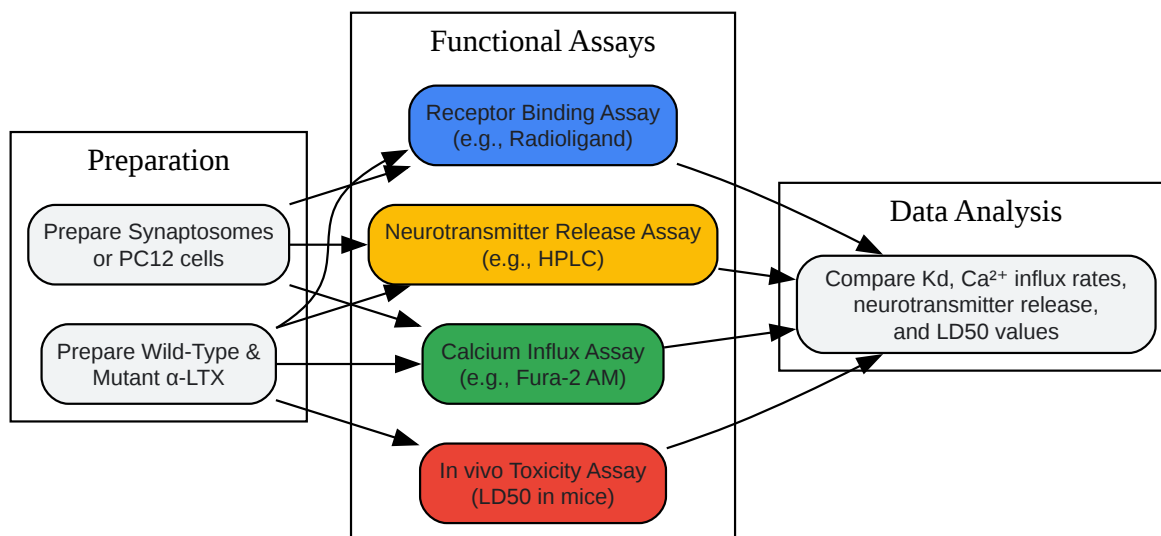 Preparation
Prepare Synaptosomes
or PC12 cells
Prepare Wild-Type &
Mutant α-LTX
Functional Assays
Receptor Binding Assay
(e.g., Radioligand)
Neurotransmitter Release Assay
(e.g., HPLC)
Calcium Influx Assay
(e.g., Fura-2 AM)
In vivo Toxicity Assay
(LD50 in mice)
Data Analysis
Compare Kd, Ca²⁺ influx rates,
neurotransmitter release,
and LD50 values